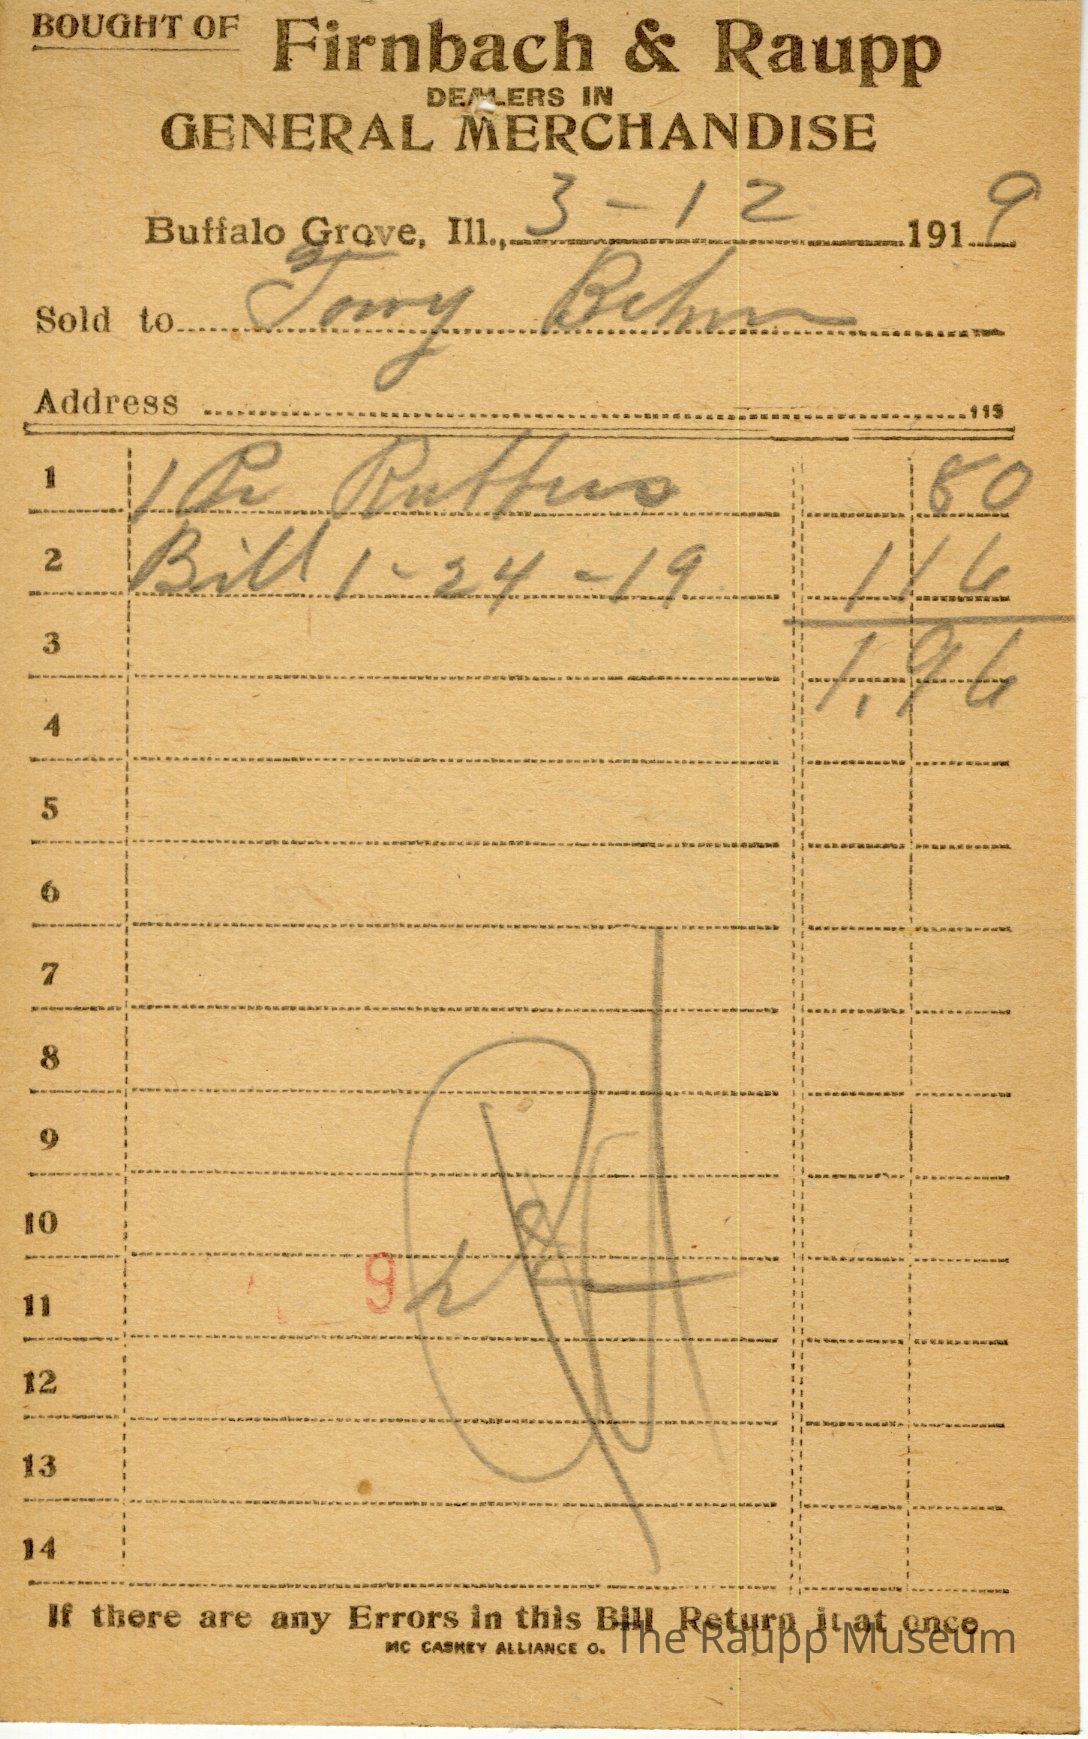 BOUGHT OF Firnbach & Raupp
DEALERS IN
GENERAL MERCHANDISE
Buffalo Grove, Ill., 3-12 1919
Sold to Tony Behm
Address 113
1 1 Pr Rubbers 80
2 Bill 1-24-19 1 16
3 1.96
4
5
6
7
8
9
10
9
11
12
13
14
If there are any Errors in this Bill Return it at once
MC CASKEY ALLIANCE O.
The Raupp Museum